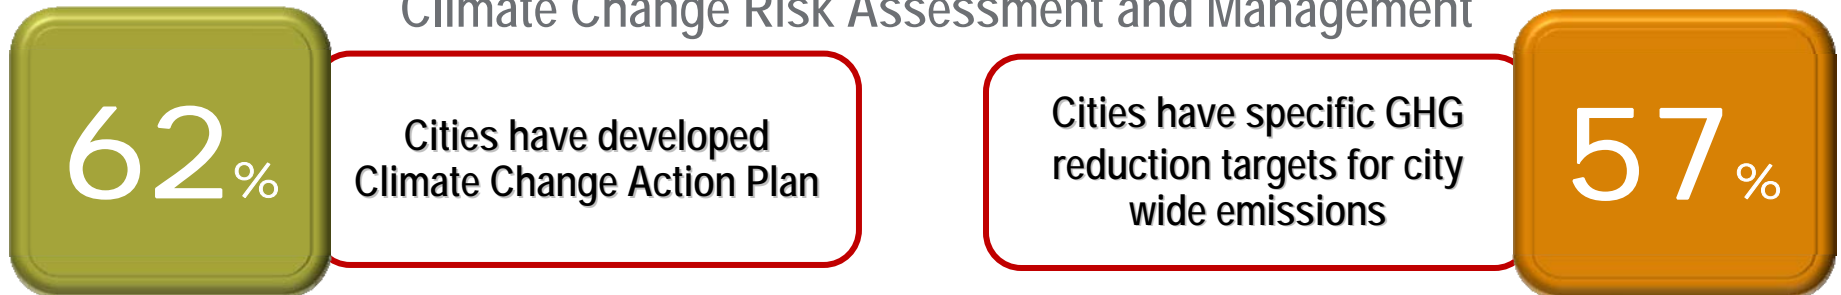 Climate Change Risk Assessment and Management
62%
Cities have developed
Climate Change Action Plan
Cities have specific GHG
reduction targets for city
wide emissions
57%